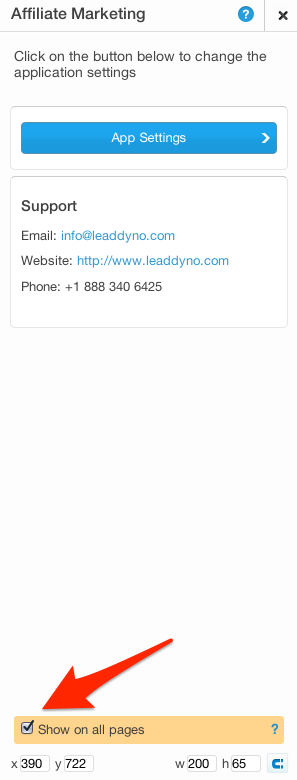 Affiliate Marketing ? ×
Click on the button below to change the
application settings
App Settings
Support
Email: info@leaddyno.com
Website: http://www.leaddyno.com
Phone: +1 888 340 6425
Show on all pages ?
x 390 y 722 w 200 h 65